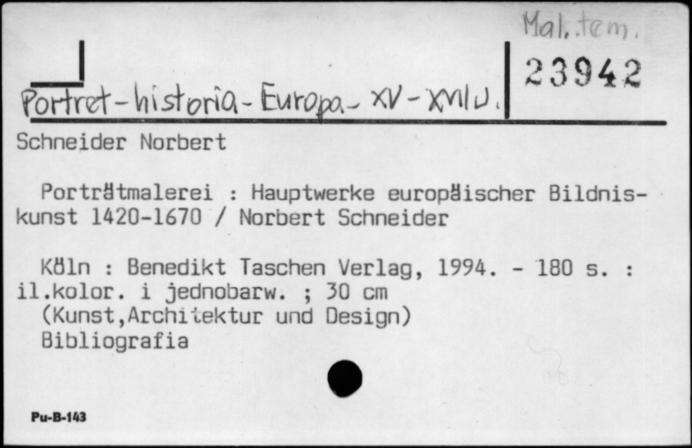 Mal. tem.
23942
Portret - historia - Europa - XV - XVII w.
Schneider Norbert
Porträtmalerei : Hauptwerke europäischer Bildnis-
kunst 1420-1670 / Norbert Schneider
Köln : Benedikt Taschen Verlag, 1994. - 180 s. :
il.kolor. i jednobarw. ; 30 cm
(Kunst,Architektur und Design)
Bibliografia
Pu-B-143